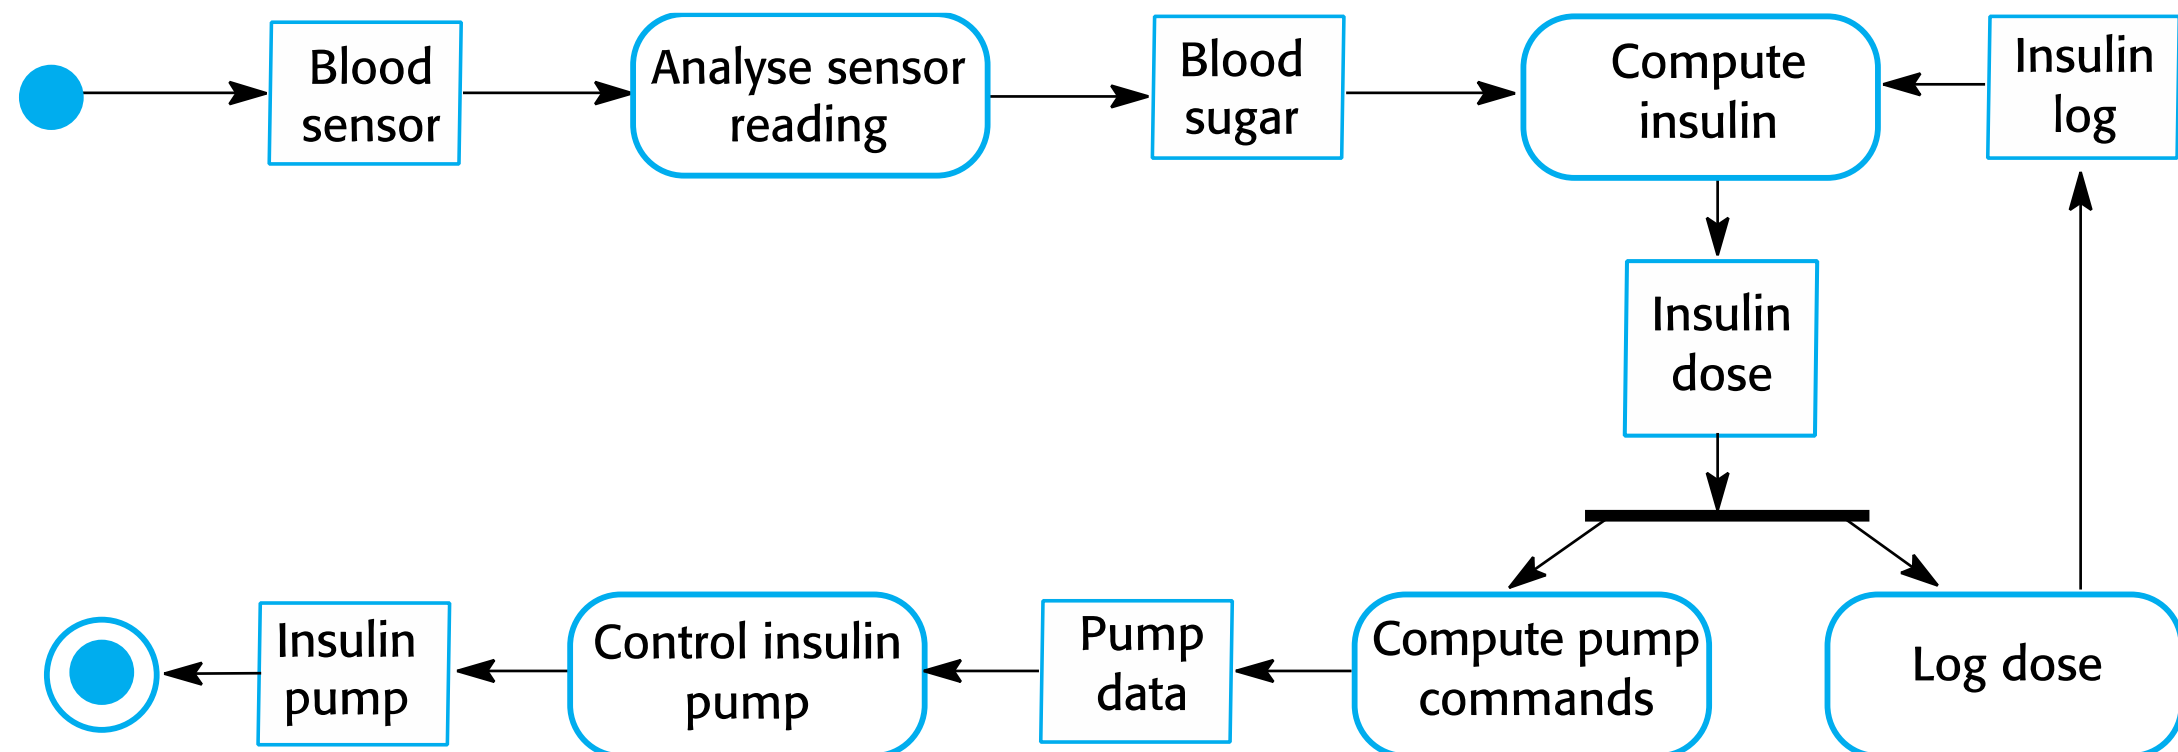 Blood
sensor
Analyse sensor
reading
Blood
sugar
Compute
insulin
Insulin
log
Insulin
dose
Insulin
pump
Control insulin
pump
Pump
data
Compute pump
commands
Log dose